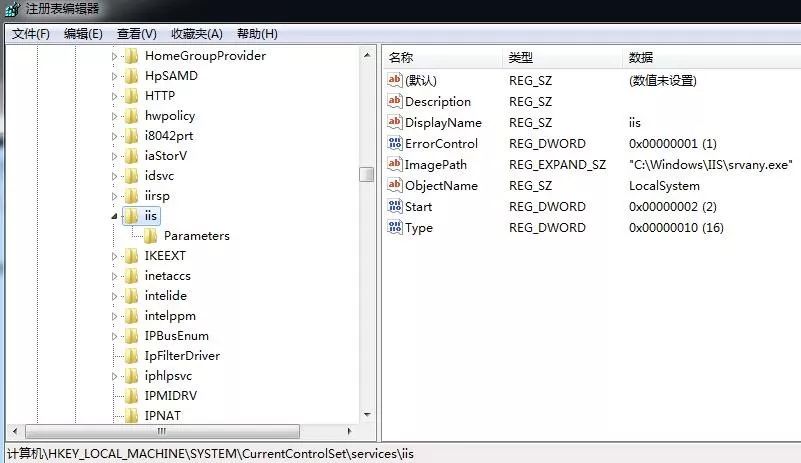 注册表编辑器
文件(F) 编辑(E) 查看(V) 收藏夹(A) 帮助(H)
HomeGroupProvider
HpSAMD
HTTP
hwpolicy
i8042prt
iaStorV
idsvc
iirsp
iis
Parameters
IKEEXT
inetaccs
intelide
intelppm
IPBusEnum
IpFilterDriver
iphlpsvc
IPMIDRV
IPNAT
名称 类型 数据
(默认) REG_SZ (数值未设置)
Description REG_SZ
DisplayName REG_SZ iis
ErrorControl REG_DWORD 0x00000001 (1)
ImagePath REG_EXPAND_SZ "C:\Windows\IIS\srvany.exe"
ObjectName REG_SZ LocalSystem
Start REG_DWORD 0x00000002 (2)
Type REG_DWORD 0x00000010 (16)
计算机\HKEY_LOCAL_MACHINE\SYSTEM\CurrentControlSet\services\iis